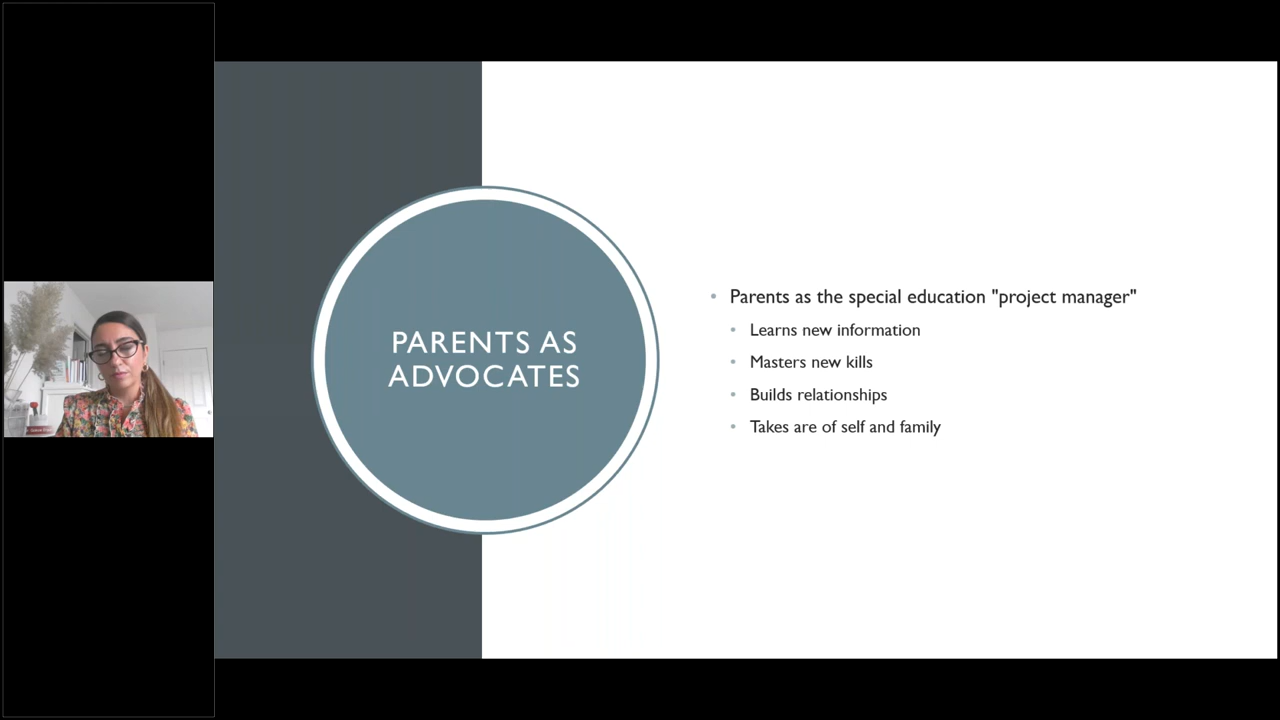 PARENTS AS
ADVOCATES
Parents as the special education "project manager"
Learns new information
Masters new kills
Builds relationships
Takes are of self and family